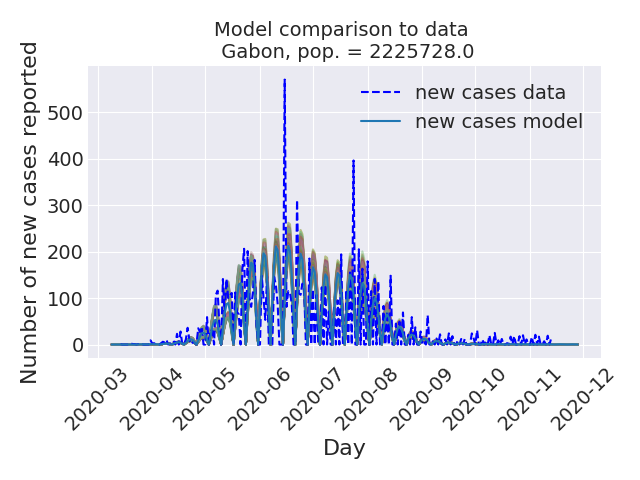 Model comparison to data
Gabon, pop. = 2225728.0
Number of new cases reported
500
400
300
200
100
0
new cases data
new cases model
2020-03
2020-04
2020-05
2020-06
2020-07
2020-08
2020-09
2020-10
2020-11
2020-12
Day